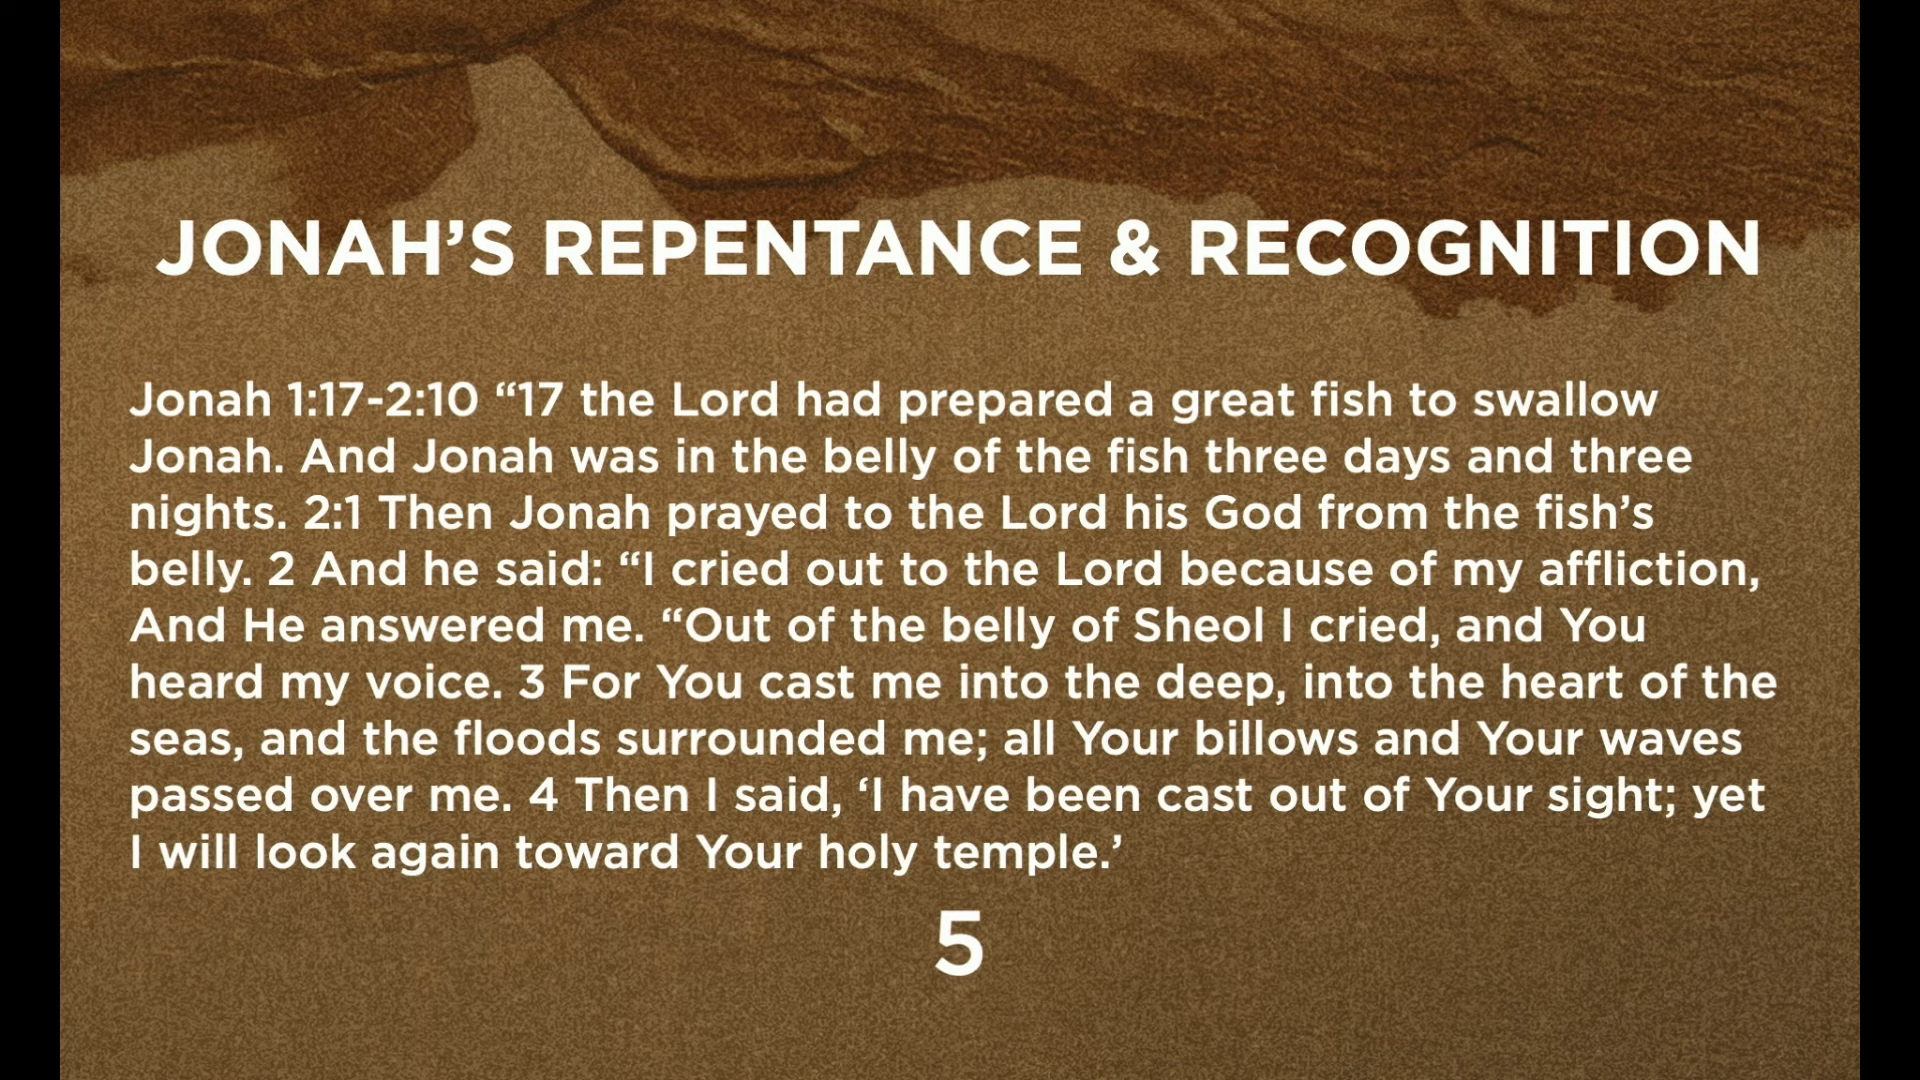 JONAH’S REPENTANCE & RECOGNITION
Jonah 1:17-2:10 “17 the Lord had prepared a great fish to swallow
Jonah. And Jonah was in the belly of the fish three days and three
nights. 2:1 Then Jonah prayed to the Lord his God from the fish’s
belly. 2 And he said: “I cried out to the Lord because of my affliction,
And He answered me. “Out of the belly of Sheol I cried, and You
heard my voice. 3 For You cast me into the deep, into the heart of the
seas, and the floods surrounded me; all Your billows and Your waves
passed over me. 4 Then I said, ‘I have been cast out of Your sight; yet
I will look again toward Your holy temple.’
5